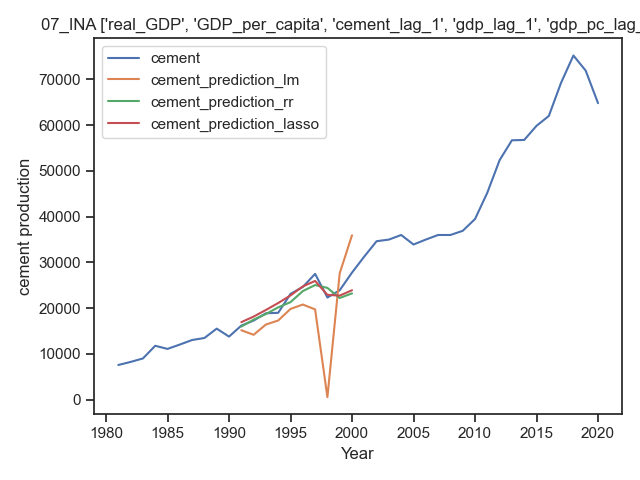 07_INA ['real_GDP', 'GDP_per_capita', 'cement_lag_1', 'gdp_lag_1', 'gdp_pc_lag_
cement
cement_prediction_lm
cement_prediction_rr
cement_prediction_lasso
cement production
70000
60000
50000
40000
30000
20000
10000
0
1980 1985 1990 1995 2000 2005 2010 2015 2020
Year